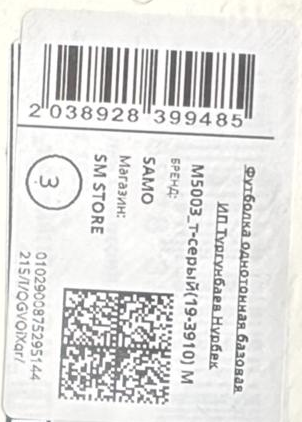 2 038928 399485
Футболка однотонная базовая
ИП Тургунбаев Нурбек
M5003_т-серый(19-3910) M
БРЕНД:
SAMO
Магазин:
SM STORE
3
0102900875295144
215/I/QGVQIXqr/